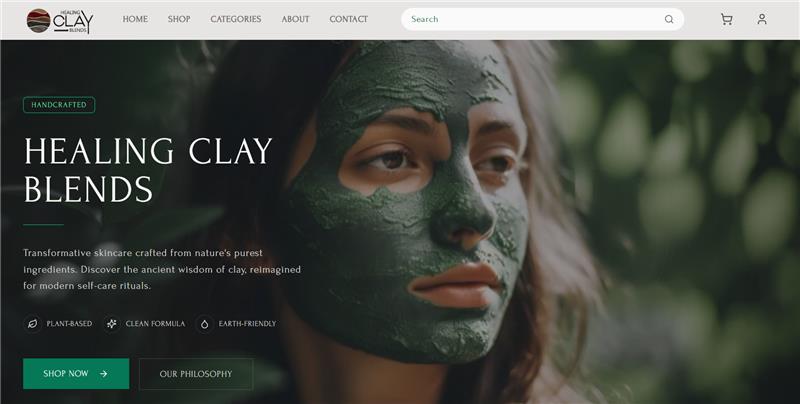 HEALING
CLAY
BLENDS
HOME SHOP CATEGORIES ABOUT CONTACT Search
HANDCRAFTED
HEALING CLAY
BLENDS
Transformative skincare crafted from nature's purest
ingredients. Discover the ancient wisdom of clay, reimagined
for modern self-care rituals.
PLANT-BASED CLEAN FORMULA EARTH-FRIENDLY
SHOP NOW OUR PHILOSOPHY